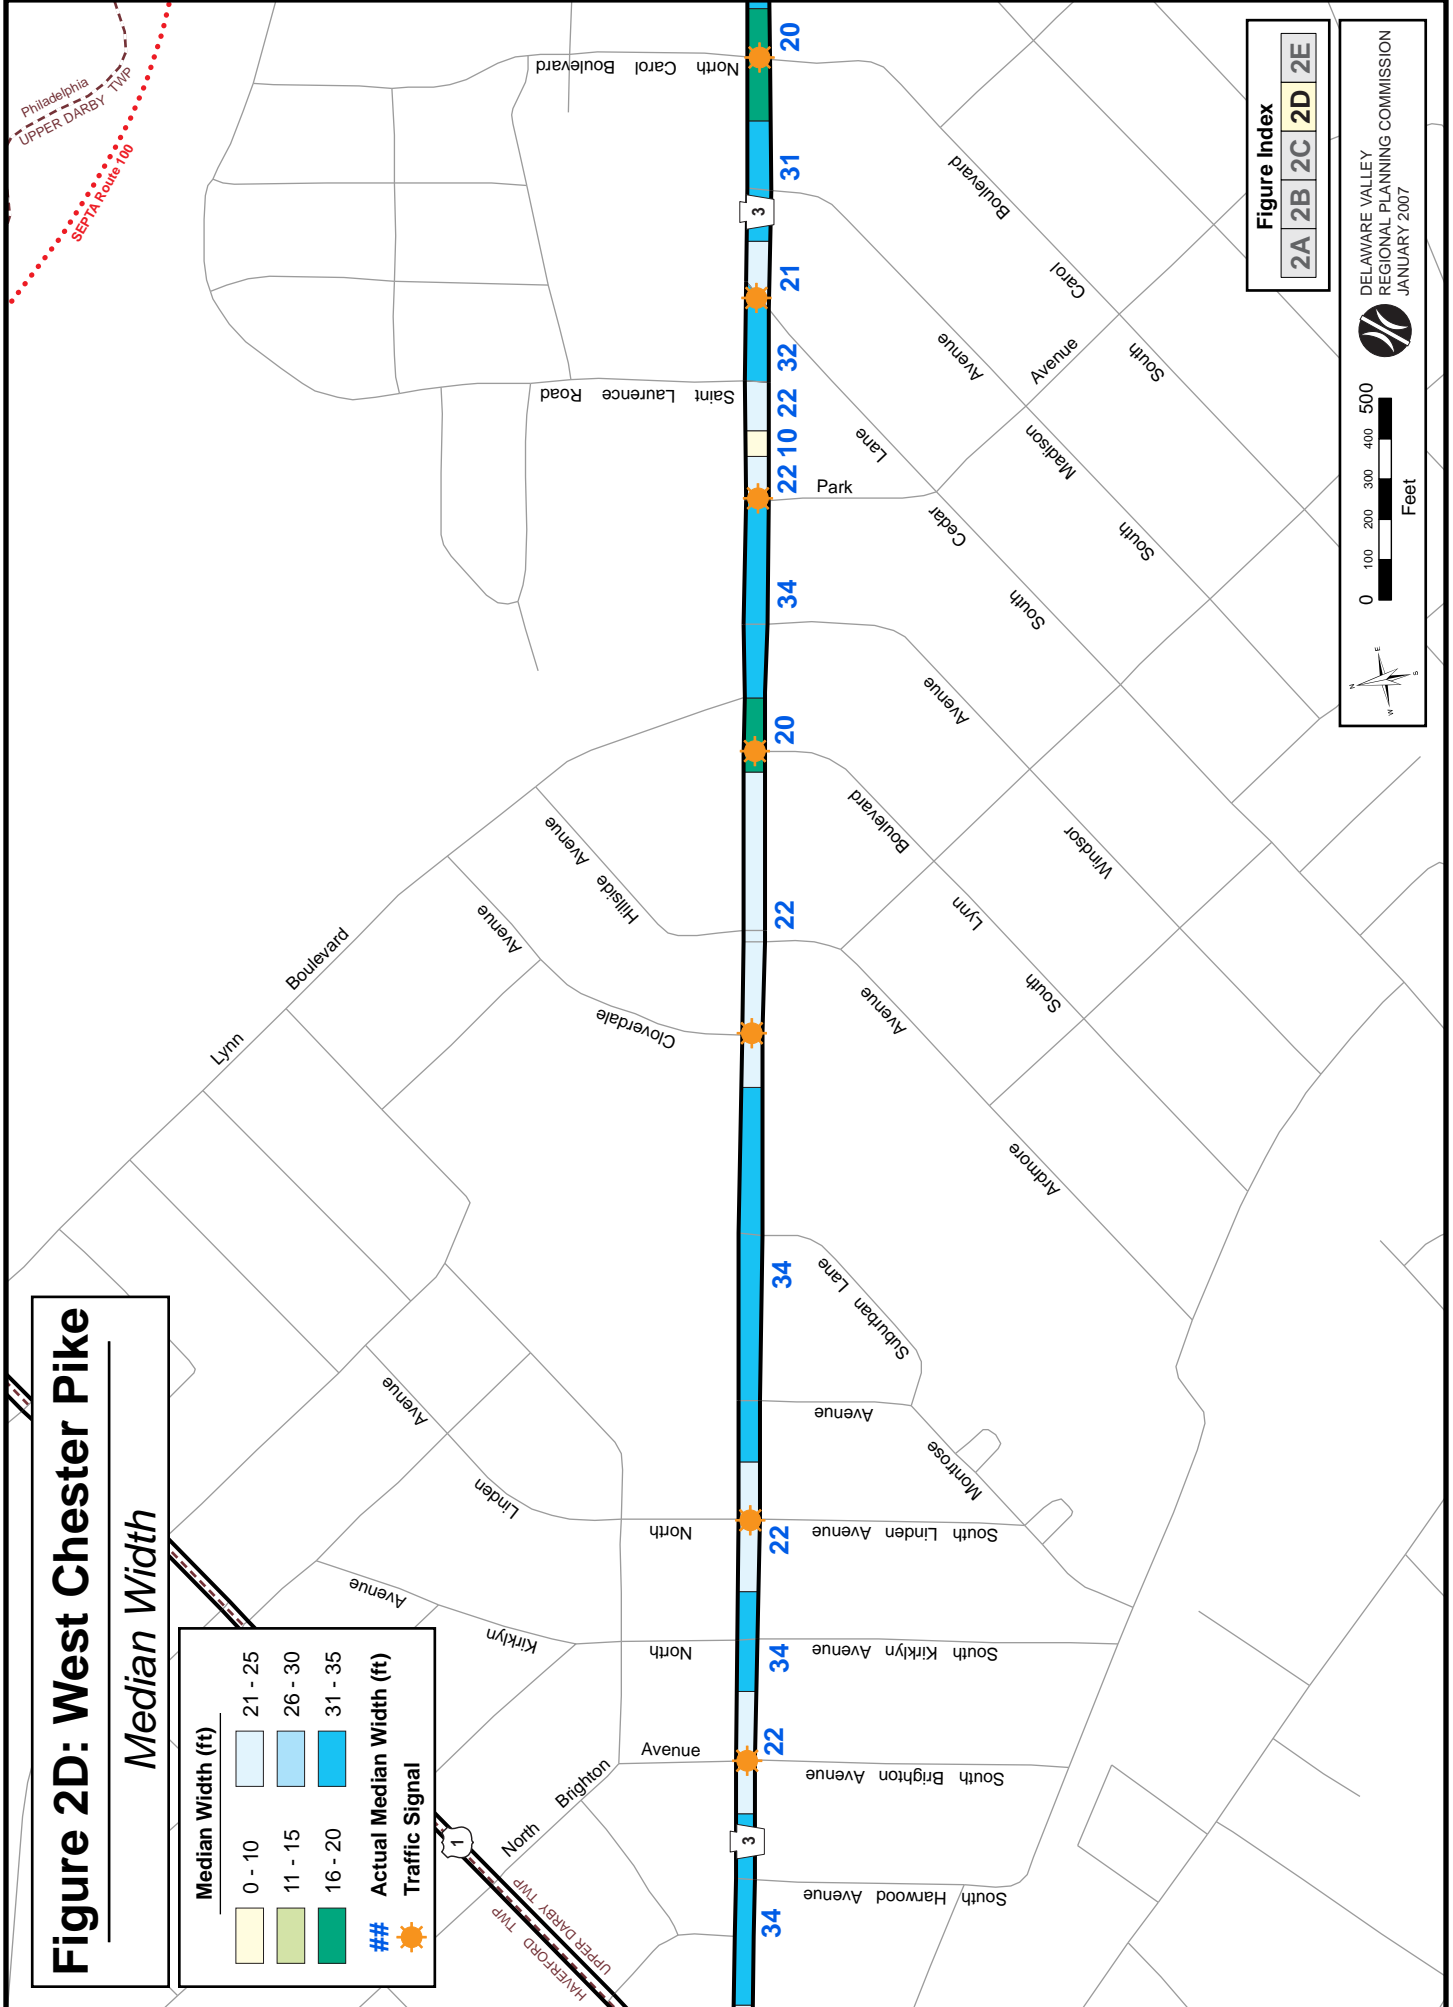 Figure 2D: West Chester Pike
Median Width
Median Width (ft)
0 - 10
21 - 25
11 - 15
26 - 30
16 - 20
31 - 35
## Actual Median Width (ft)
Traffic Signal
HAVERFORD TWP
UPPER DARBY TWP
1
Philadelphia
UPPER DARBY TWP
SEPTA Route 100
Lynn Boulevard
North Brighton Avenue
North Kirklyn Avenue
North Linden Avenue
Cloverdale Avenue
Hillside Avenue
Saint Laurence Road
North Carol Boulevard
3
3
34
22
34
22
34
22
20
34
22
10
22
32
21
31
20
South Harwood Avenue
South Brighton Avenue
South Kirklyn Avenue
South Linden Avenue
Montrose Avenue
Suburban Lane
Ardmore Avenue
South Lynn Boulevard
Windsor Avenue
Park Avenue
South Cedar Lane
South Madison Avenue
South Carol Boulevard
N
E
S
W
0 100 200 300 400 500
Feet
DELAWARE VALLEY
REGIONAL PLANNING COMMISSION
JANUARY 2007
Figure Index
2A 2B 2C 2D 2E